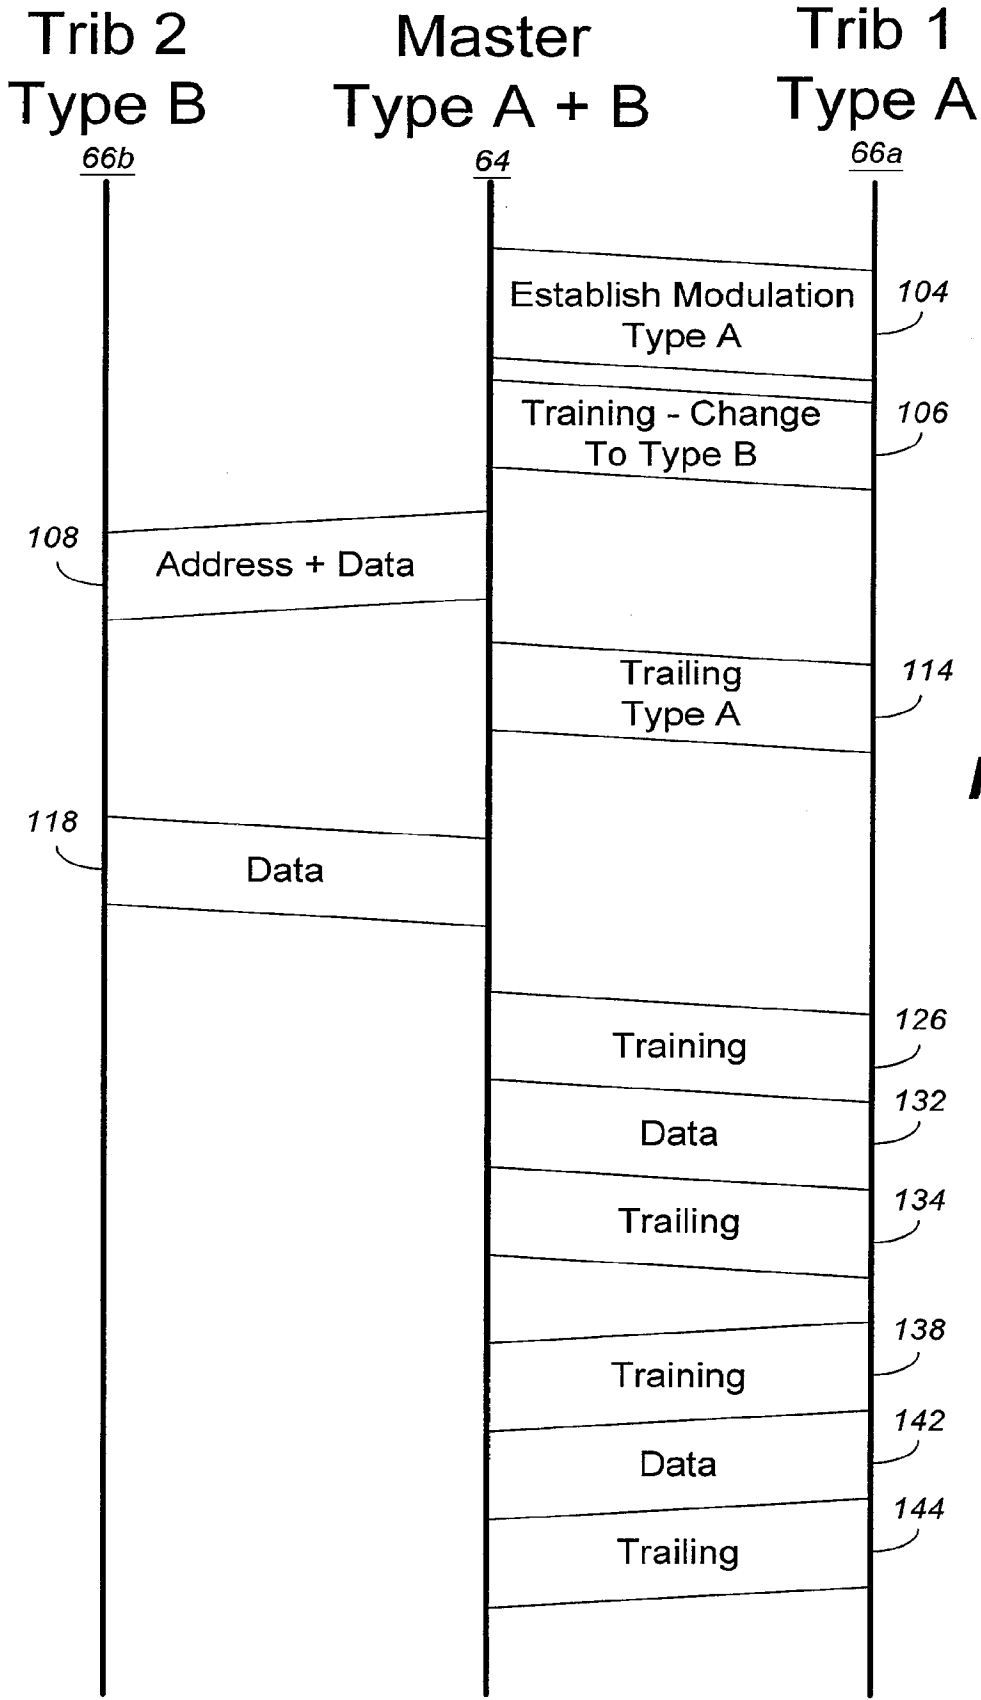 Trib 2
Type B
66b
Master
Type A + B
64
Trib 1
Type A
66a
Establish Modulation
Type A
104
Training - Change
To Type B
106
108
Address + Data
Trailing
Type A
114
118
Data
Training
126
Data
132
Trailing
134
Training
138
Data
142
Trailing
144